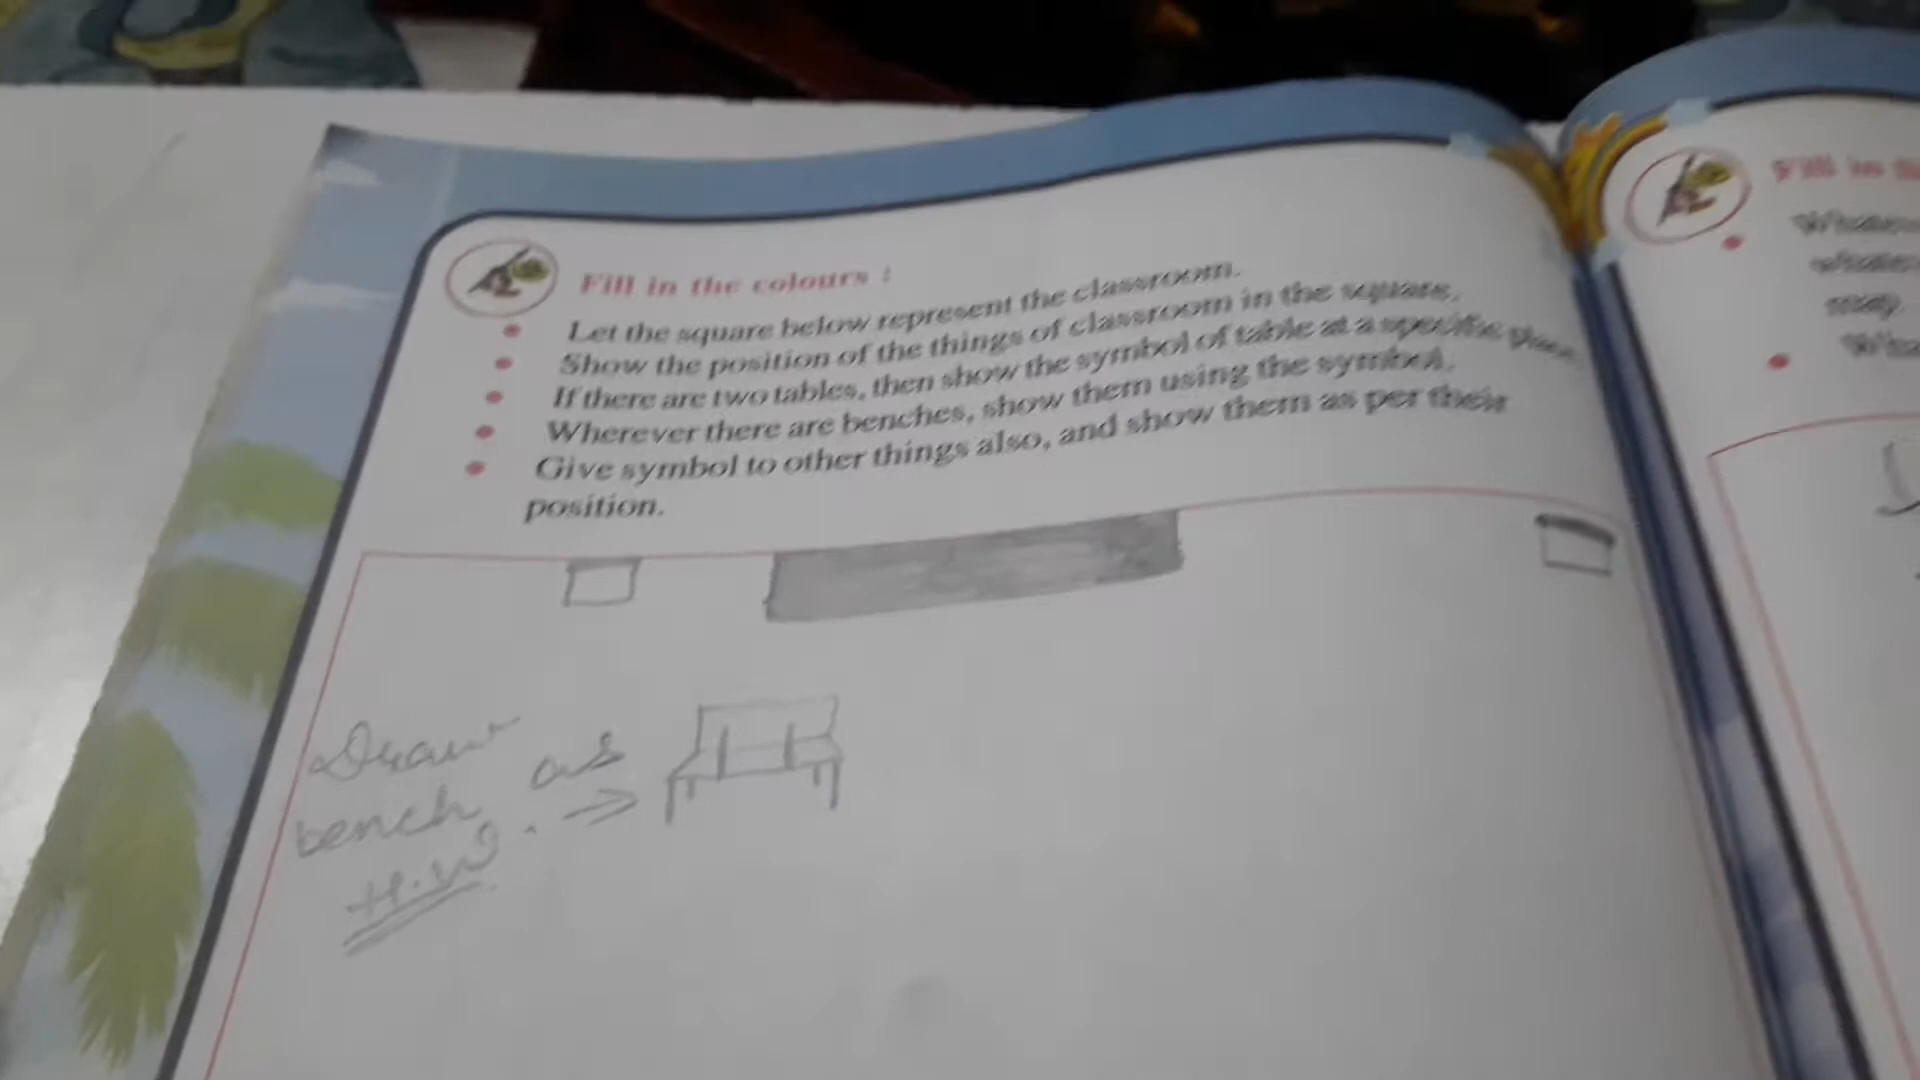 Fill in the colours :
Let the square below represent the classroom.
Show the position of the things of classroom in the square.
If there are two tables, then show the symbol of table at a specific place.
Wherever there are benches, show them using the symbol.
Give symbol to other things also, and show them as per their
position.
Draw
bench as
H.W. →
Fill in